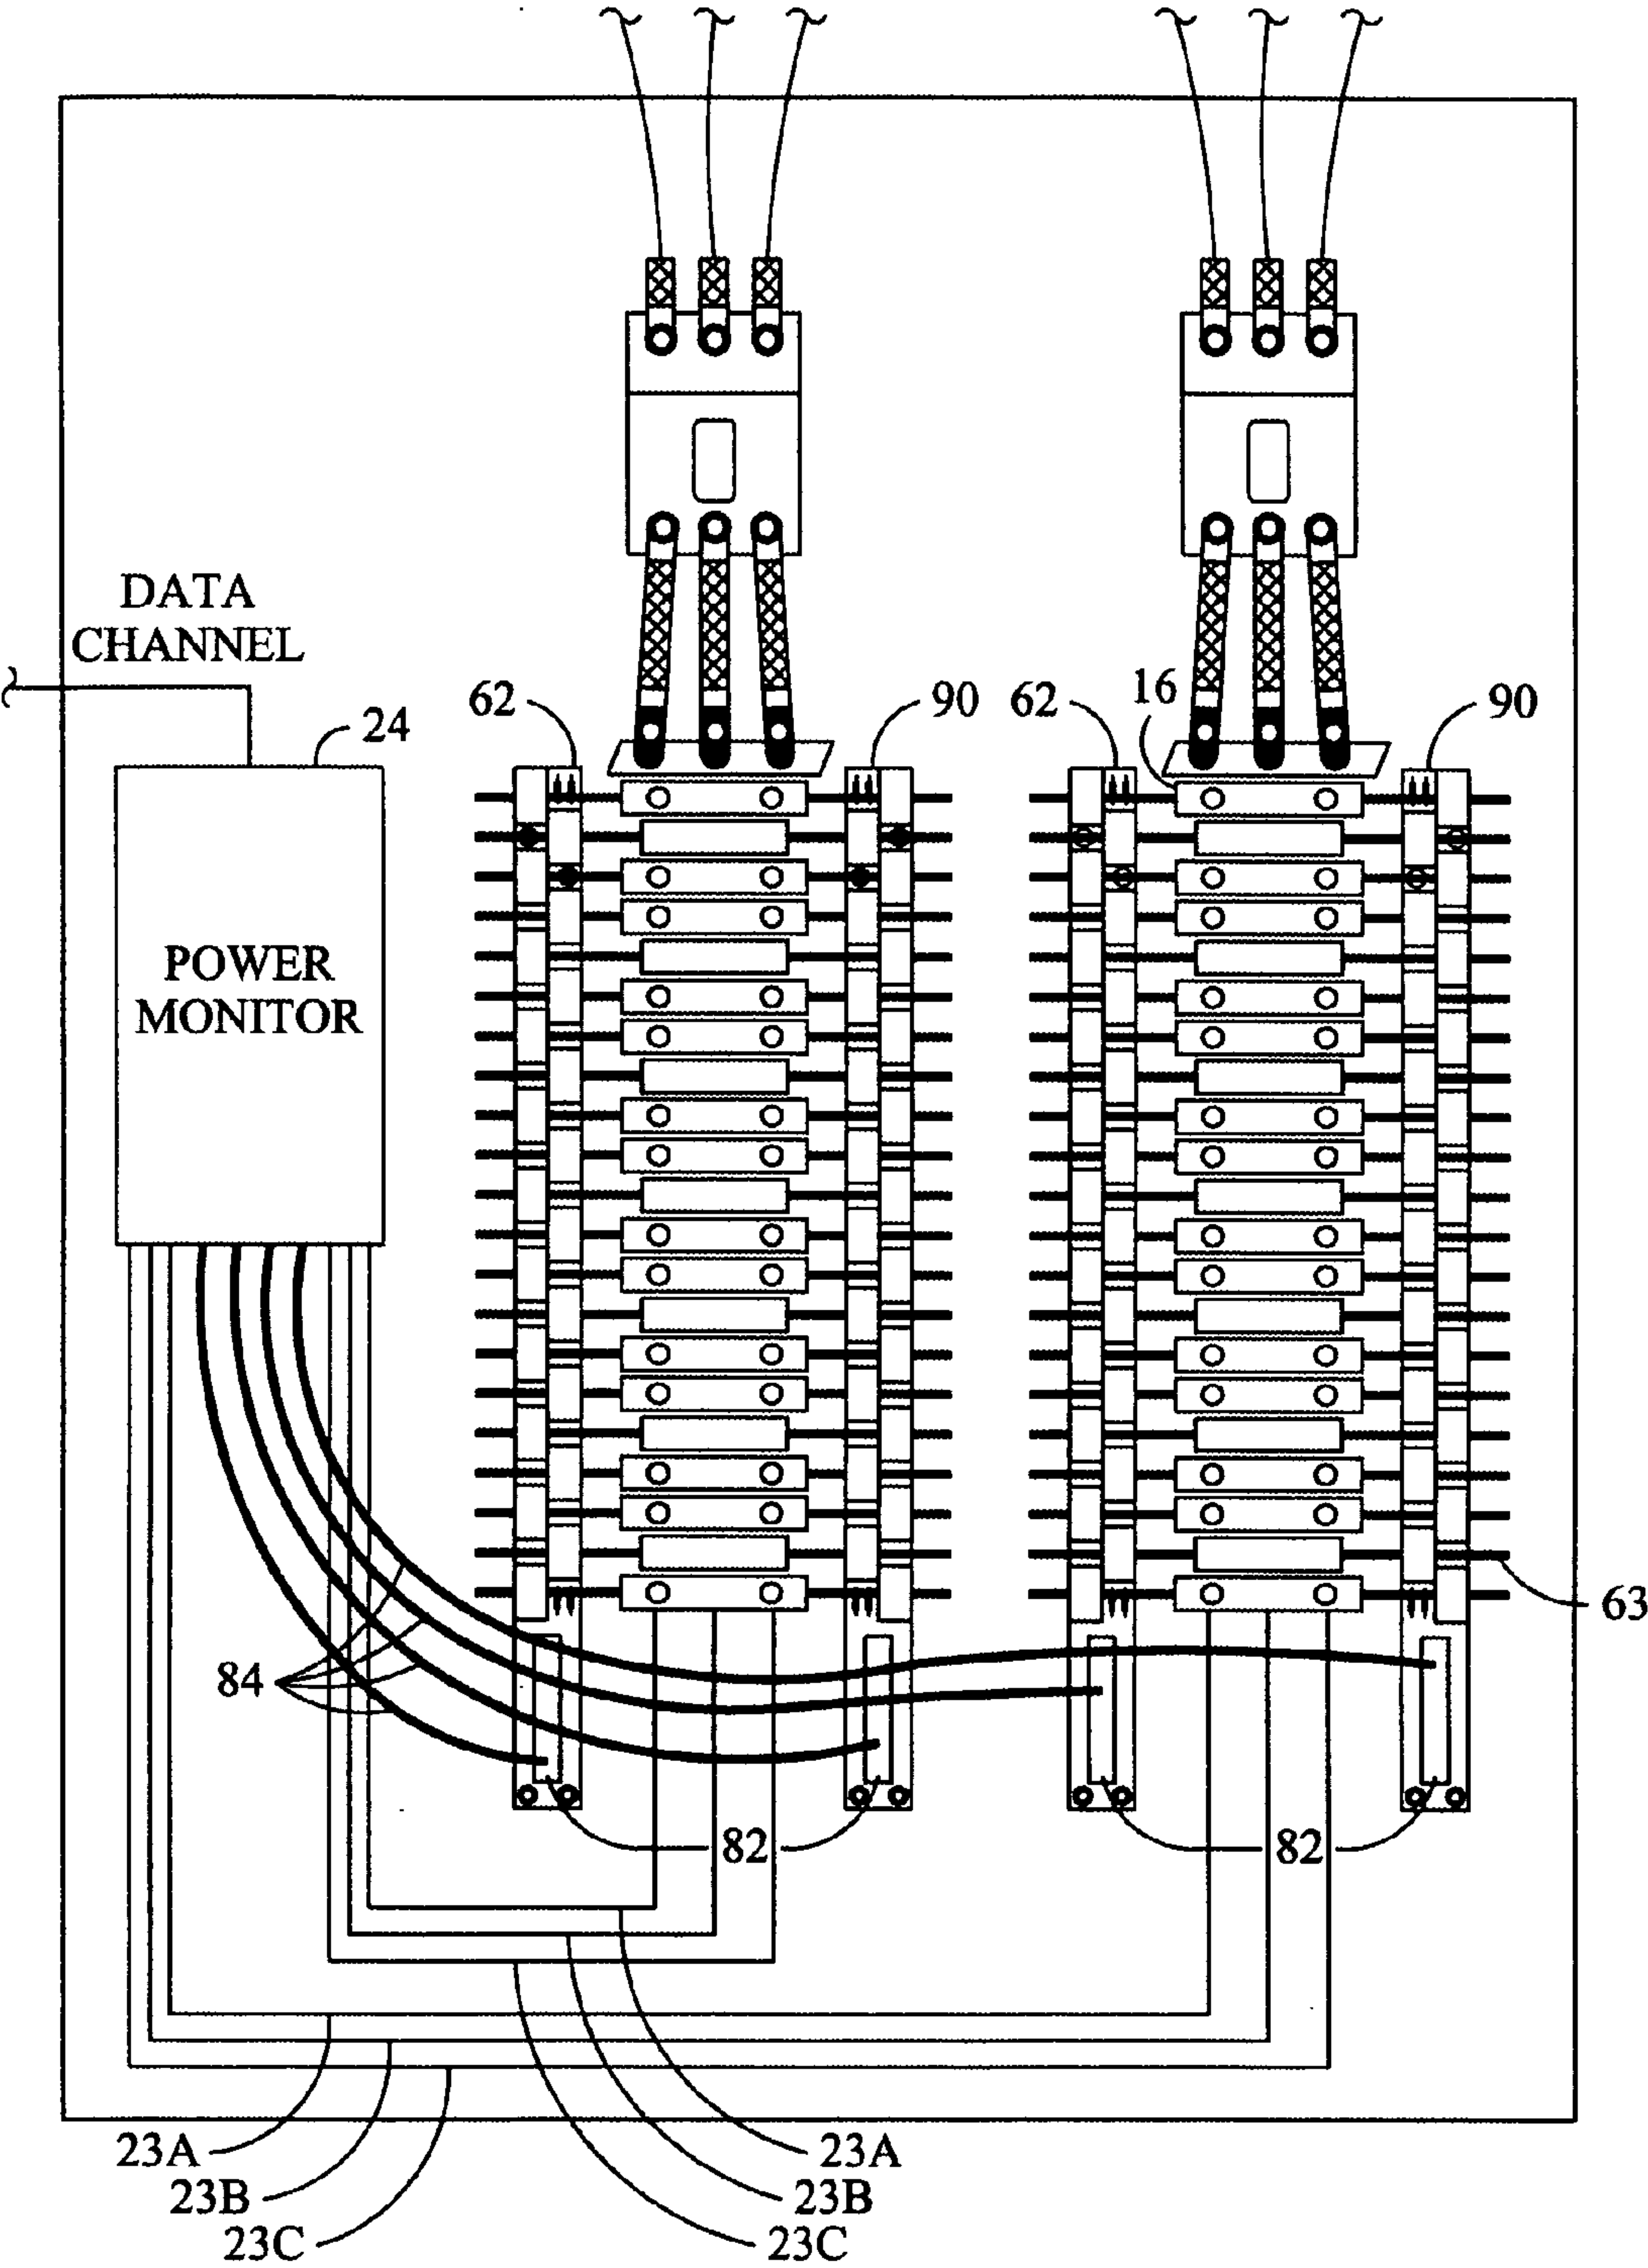 DATA
CHANNEL
62
90
62
16
90
24
POWER
MONITOR
63
84
82
82
23A
23A
23B
23B
23C
23C